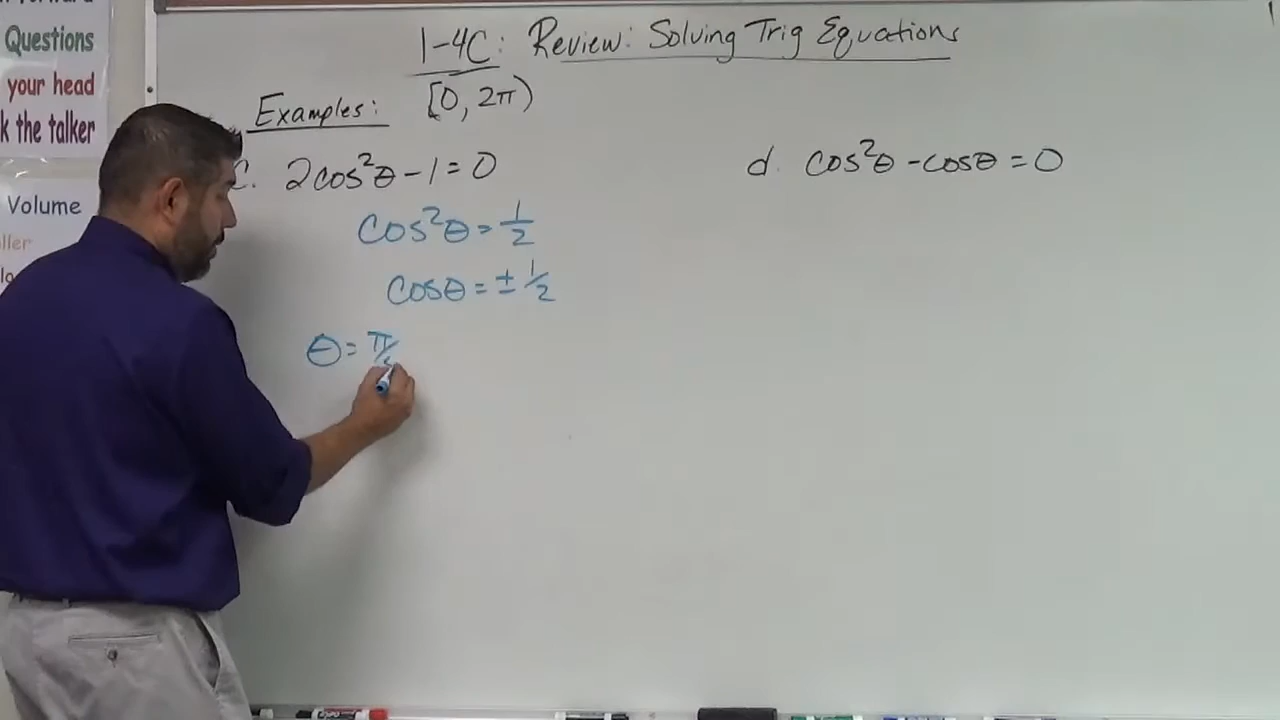 Questions
your head
k the talker
Volume
1-4C: Review: Solving Trig Equations
Examples: [0, 2π)
c. 2cos²θ - 1 = 0
cos²θ = 1/2
cosθ = ± 1/2
θ = π/
d. cos²θ - cosθ = 0